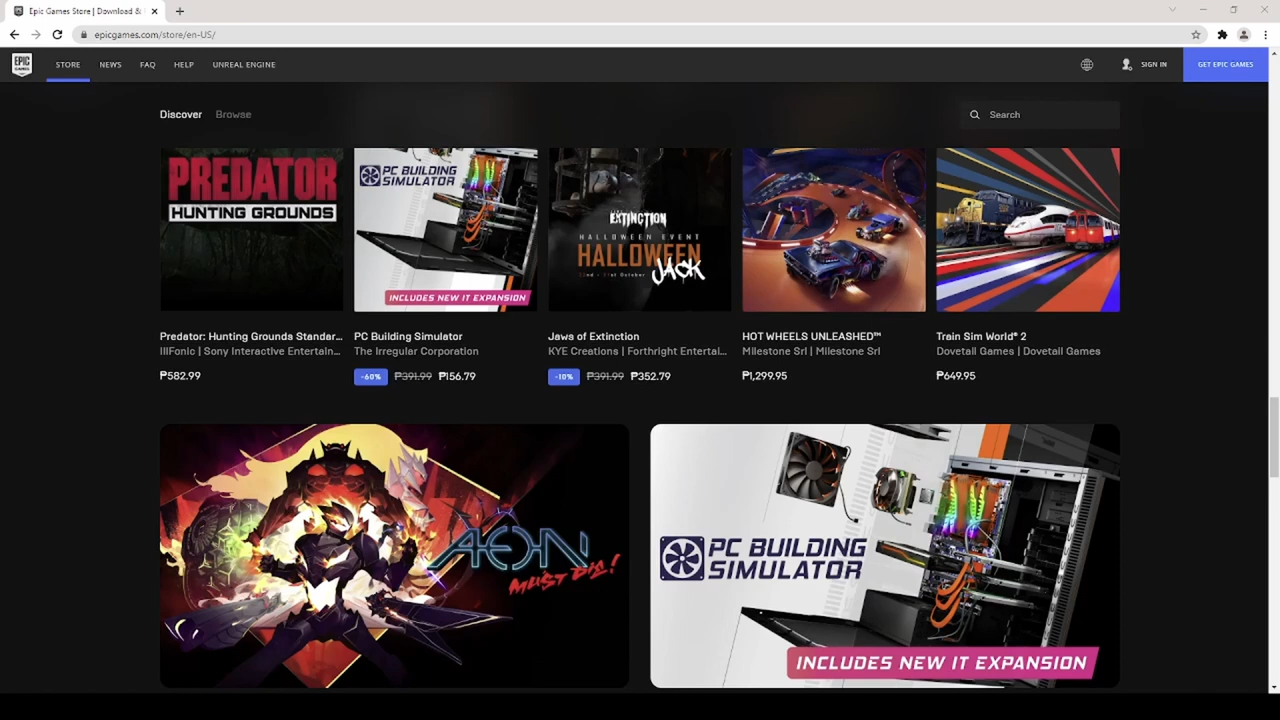 Epic Games Store | Download &
epicgames.com/store/en-US/
EPIC GAMES
STORE
NEWS
FAQ
HELP
UNREAL ENGINE
SIGN IN
GET EPIC GAMES
Discover
Browse
Search
PREDATOR
HUNTING GROUNDS
PC BUILDING
SIMULATOR
INCLUDES NEW IT EXPANSION
EXTINCTION
HALLOWEEN EVENT
HALLOWEEN
JACK
Predator: Hunting Grounds Standar...
IllFonic | Sony Interactive Entertain...
₱582.99
PC Building Simulator
The Irregular Corporation
-60% ₱391.99 ₱156.79
Jaws of Extinction
KYE Creations | Forthright Entertai...
-10% ₱391.99 ₱352.79
HOT WHEELS UNLEASHED™
Milestone Srl | Milestone Srl
₱1,299.95
Train Sim World® 2
Dovetail Games | Dovetail Games
₱649.95
AEON
MUST DIE!
PC BUILDING
SIMULATOR
INCLUDES NEW IT EXPANSION